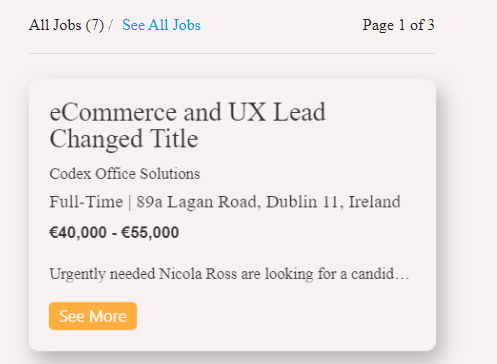 All Jobs (7) / See All Jobs Page 1 of 3
eCommerce and UX Lead
Changed Title
Codex Office Solutions
Full-Time | 89a Lagan Road, Dublin 11, Ireland
€40,000 - €55,000
Urgently needed Nicola Ross are looking for a candid…
See More